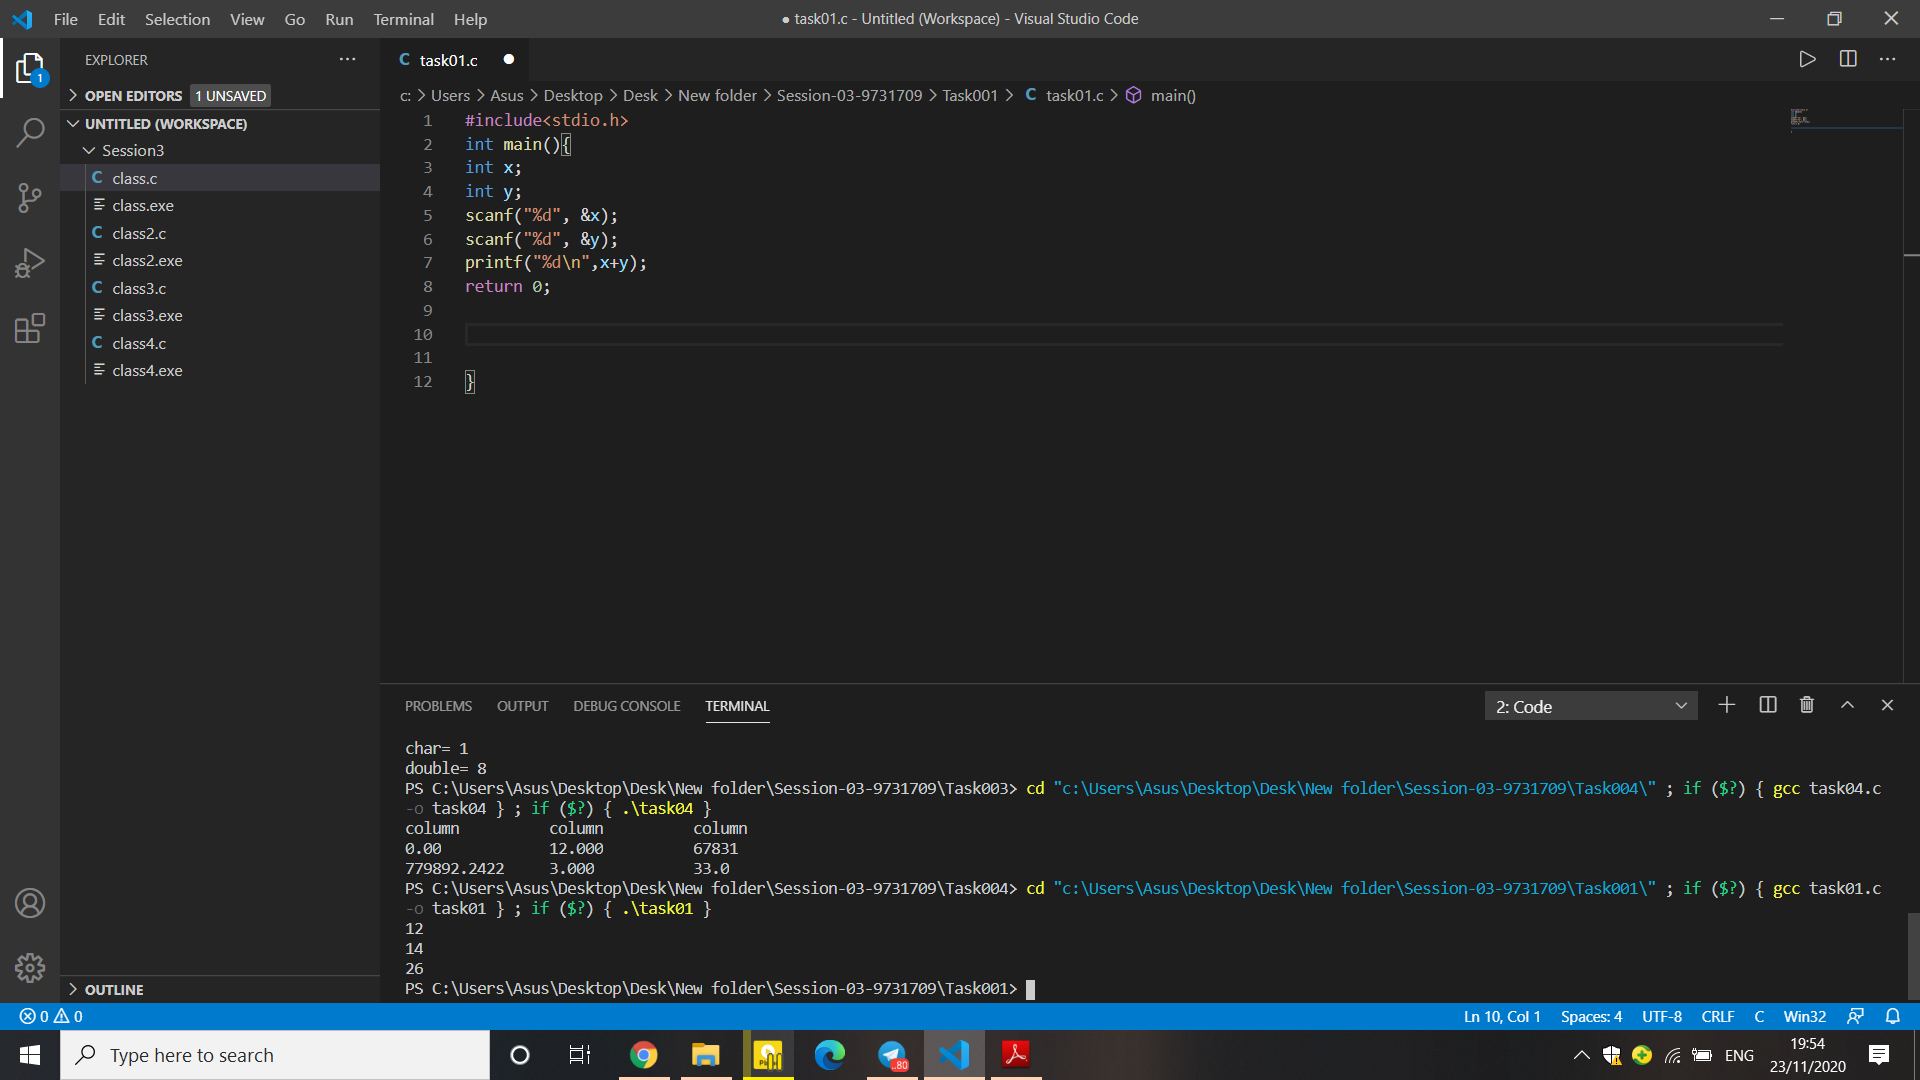 File Edit Selection View Go Run Terminal Help
● task01.c - Untitled (Workspace) - Visual Studio Code
EXPLORER
1
OPEN EDITORS 1 UNSAVED
UNTITLED (WORKSPACE)
Session3
class.c
class.exe
class2.c
class2.exe
class3.c
class3.exe
class4.c
class4.exe
OUTLINE
task01.c
c: > Users > Asus > Desktop > Desk > New folder > Session-03-9731709 > Task001 > task01.c > main()
1 #include<stdio.h>
2 int main(){
3 int x;
4 int y;
5 scanf("%d", &x);
6 scanf("%d", &y);
7 printf("%d\n",x+y);
8 return 0;
9
10
11
12 }
PROBLEMS OUTPUT DEBUG CONSOLE TERMINAL
2: Code
char= 1
double= 8
PS C:\Users\Asus\Desktop\Desk\New folder\Session-03-9731709\Task003> cd "c:\Users\Asus\Desktop\Desk\New folder\Session-03-9731709\Task004\" ; if ($?) { gcc task04.c
-o task04 } ; if ($?) { .\task04 }
column column column
0.00 12.000 67831
779892.2422 3.000 33.0
PS C:\Users\Asus\Desktop\Desk\New folder\Session-03-9731709\Task004> cd "c:\Users\Asus\Desktop\Desk\New folder\Session-03-9731709\Task001\" ; if ($?) { gcc task01.c
-o task01 } ; if ($?) { .\task01 }
12
14
26
PS C:\Users\Asus\Desktop\Desk\New folder\Session-03-9731709\Task001>
0 0
Ln 10, Col 1 Spaces: 4 UTF-8 CRLF C Win32
Type here to search
..80
ENG
19:54
23/11/2020